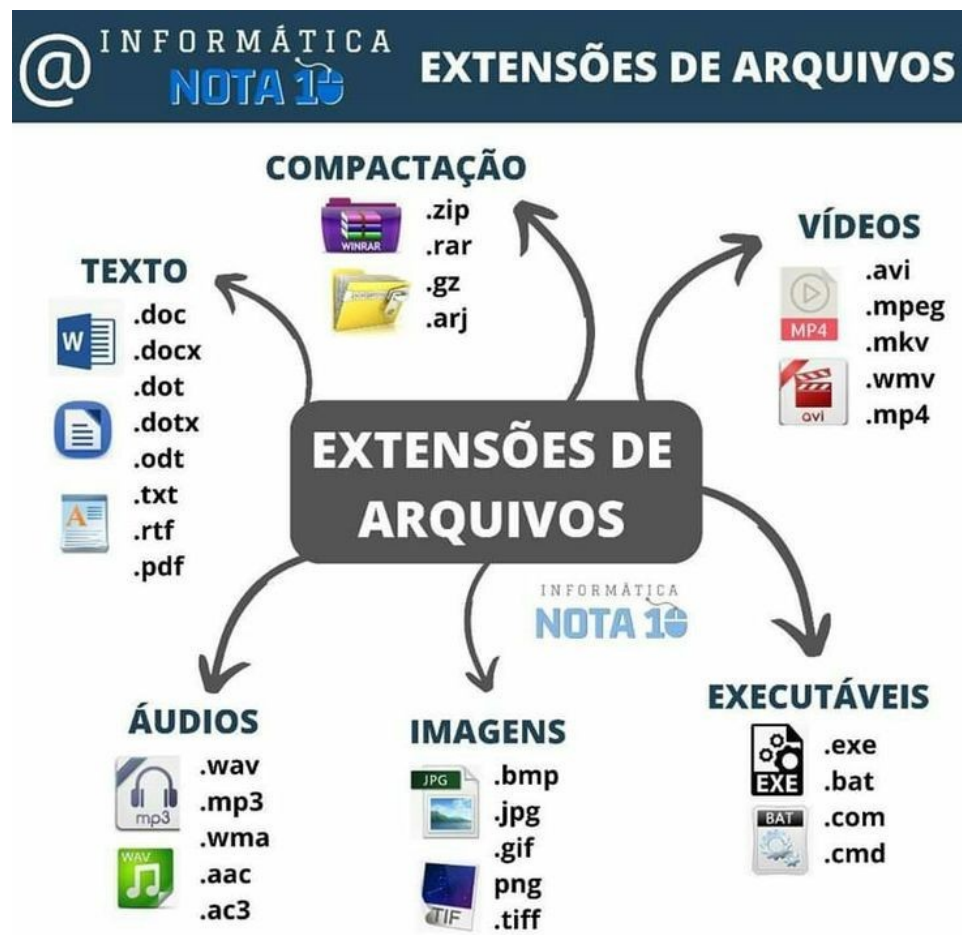 @ INFORMÁTICA
NOTA 10
EXTENSÕES DE ARQUIVOS
COMPACTAÇÃO
WINRAR
.zip
.rar
.gz
.arj
VÍDEOS
MP4
avi
.avi
.mpeg
.mkv
.wmv
.mp4
TEXTO
W
A
.doc
.docx
.dot
.dotx
.odt
.txt
.rtf
.pdf
EXTENSÕES DE
ARQUIVOS
INFORMÁTICA
NOTA 10
ÁUDIOS
mp3
WAV
.wav
.mp3
.wma
.aac
.ac3
IMAGENS
JPG
TIF
.bmp
.jpg
.gif
png
.tiff
EXECUTÁVEIS
EXE
BAT
.exe
.bat
.com
.cmd